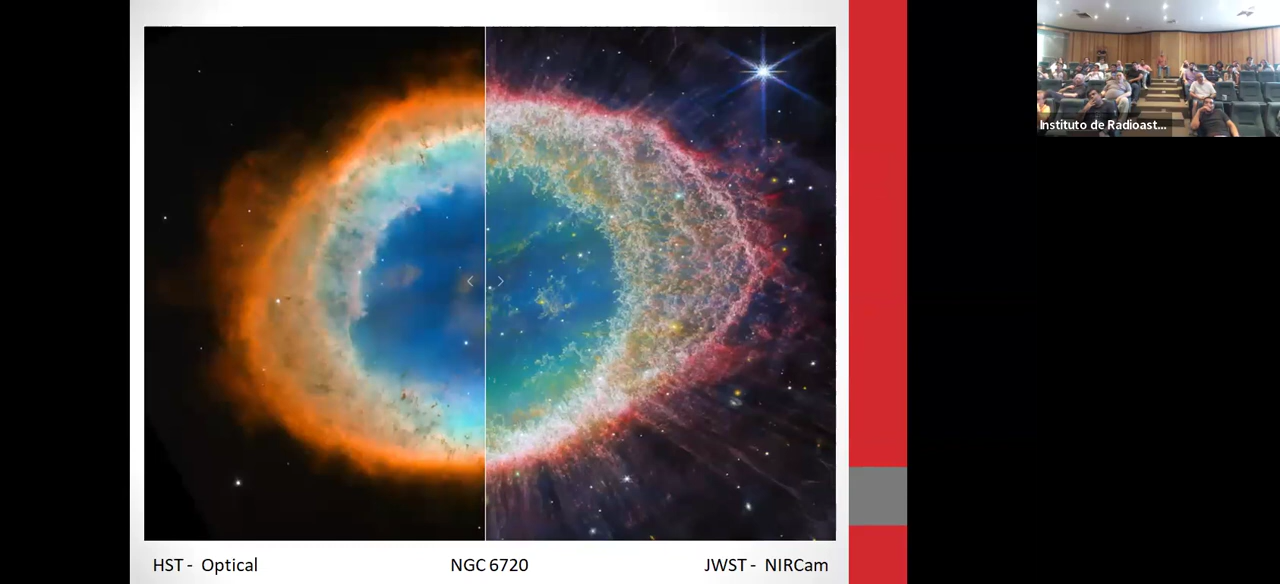 Instituto de Radioast...
HST - Optical
NGC 6720
JWST - NIRCam